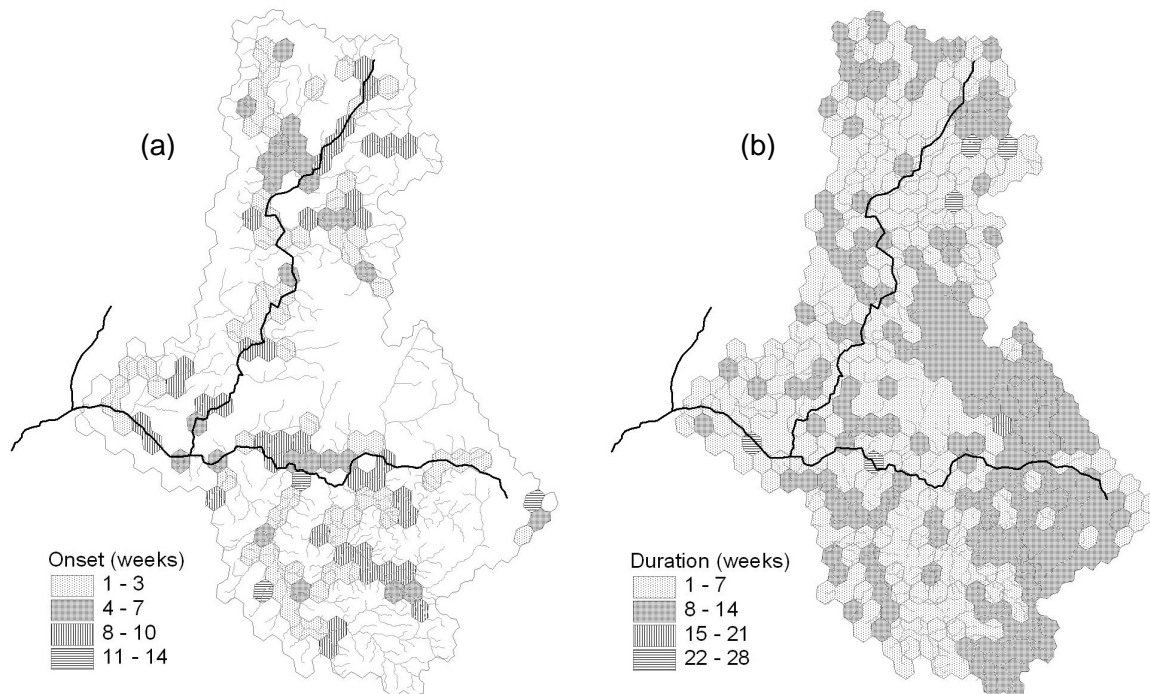 (a)
Onset (weeks)
1 - 3
4 - 7
8 - 10
11 - 14
(b)
Duration (weeks)
1 - 7
8 - 14
15 - 21
22 - 28